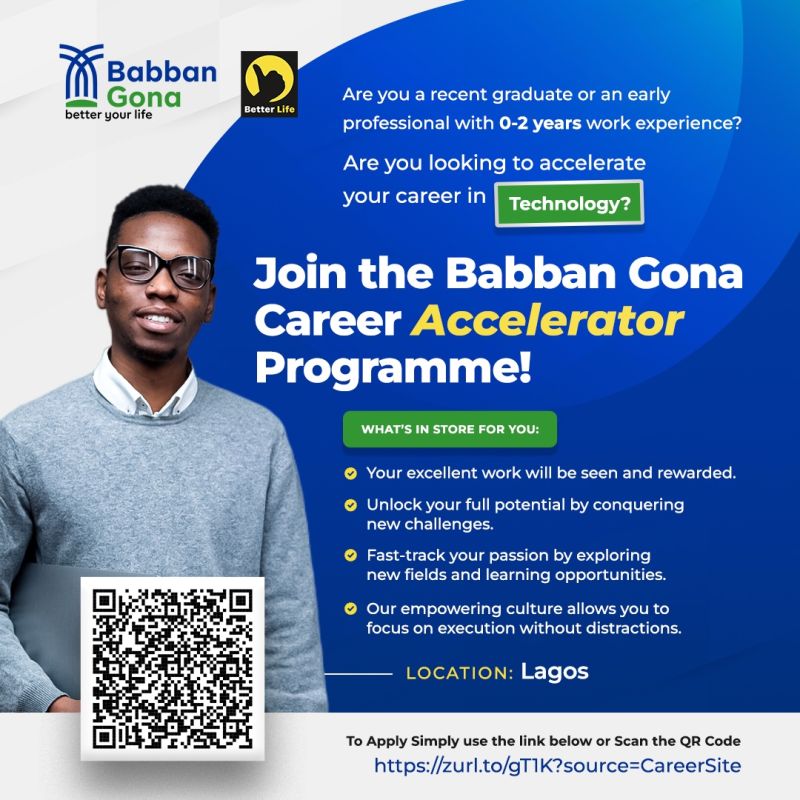 Babban
Gona
better your life
Better Life
Are you a recent graduate or an early
professional with 0-2 years work experience?
Are you looking to accelerate
your career in Technology?
Join the Babban Gona
Career Accelerator
Programme!
WHAT'S IN STORE FOR YOU:
Your excellent work will be seen and rewarded.
Unlock your full potential by conquering
new challenges.
Fast-track your passion by exploring
new fields and learning opportunities.
Our empowering culture allows you to
focus on execution without distractions.
LOCATION: Lagos
To Apply Simply use the link below or Scan the QR Code
https://zurl.to/gT1K?source=CareerSite